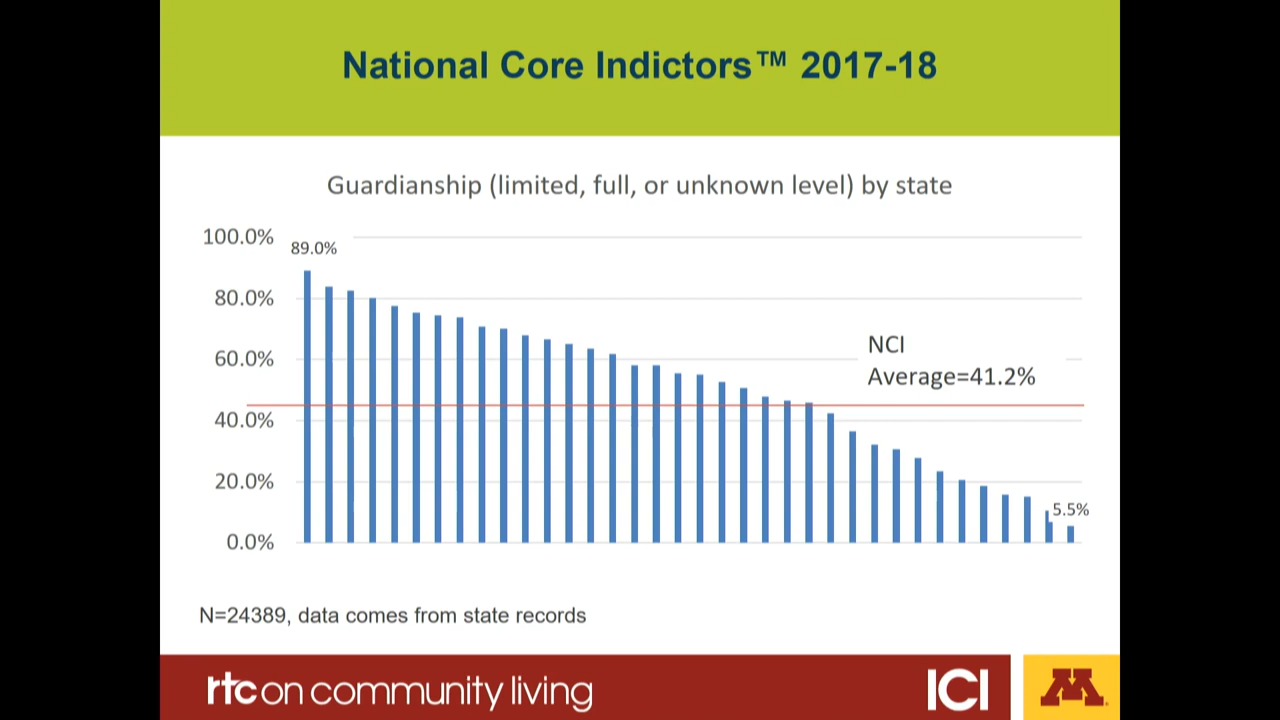 National Core Indictors™ 2017-18
Guardianship (limited, full, or unknown level) by state
100.0%
89.0%
80.0%
NCI
60.0%
Average=41.2%
40.0%
20.0%
5.5%
0.0%
N=24389, data comes from state records
rtc on community living
ICI
M